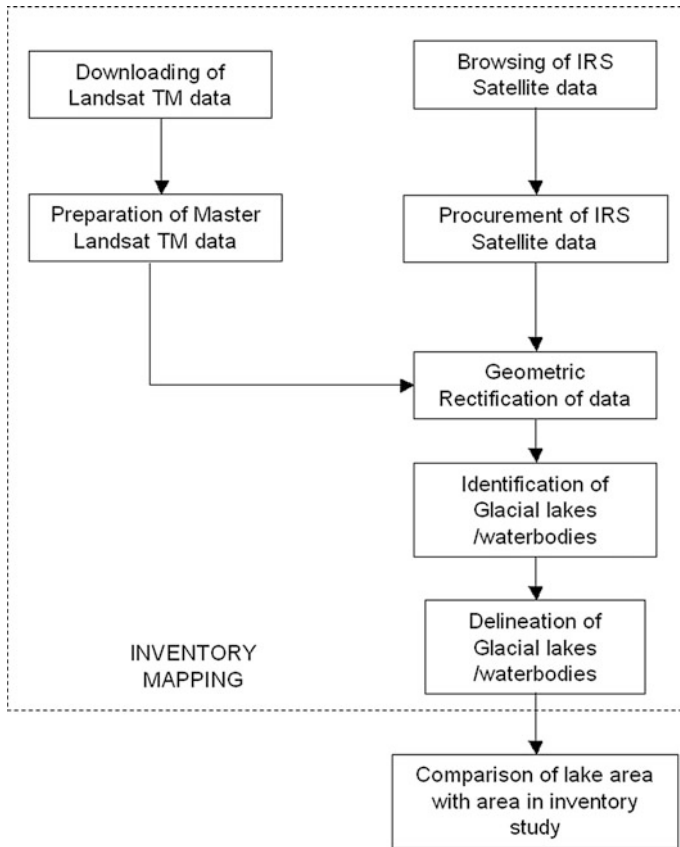 Downloading of
Landsat TM data
Browsing of IRS
Satellite data
Preparation of Master
Landsat TM data
Procurement of IRS
Satellite data
Geometric
Rectification of data
Identification of
Glacial lakes
/waterbodies
Delineation of
Glacial lakes
/waterbodies
INVENTORY
MAPPING
Comparison of lake area
with area in inventory
study